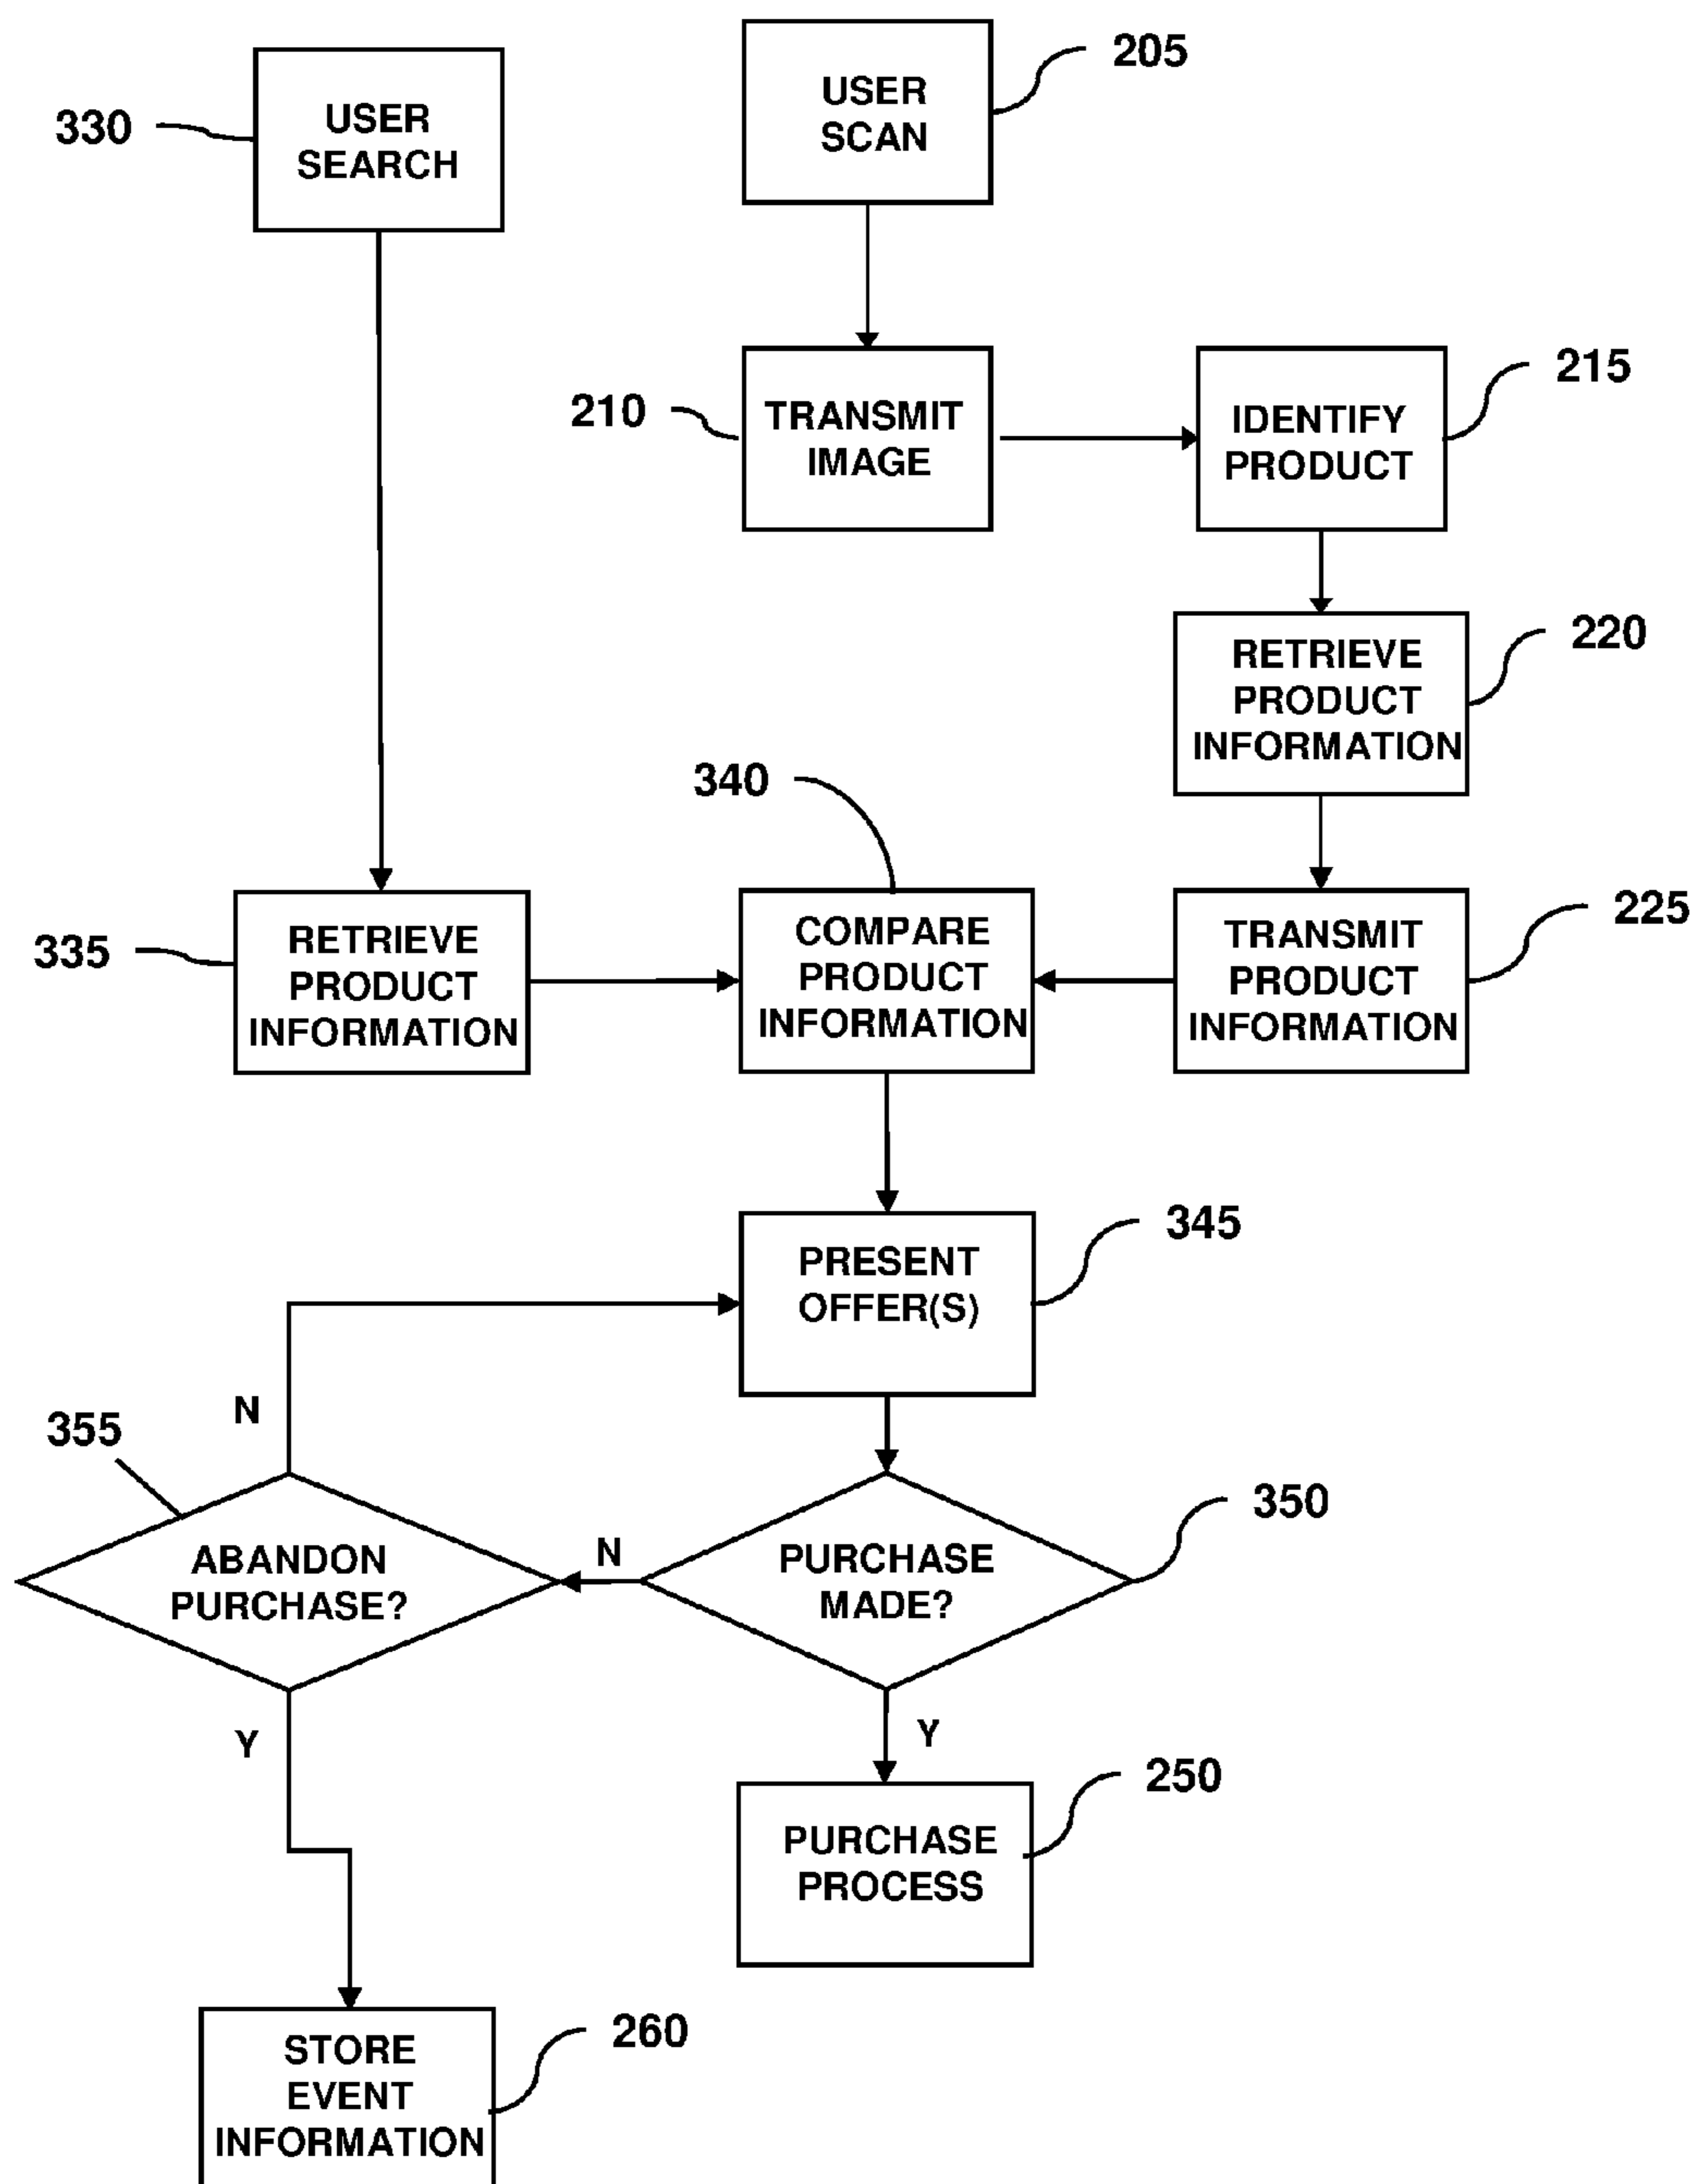 205
USER
SCAN
330
USER
SEARCH
215
210
TRANSMIT
IMAGE
IDENTIFY
PRODUCT
220
RETRIEVE
PRODUCT
INFORMATION
340
225
335
RETRIEVE
PRODUCT
INFORMATION
COMPARE
PRODUCT
INFORMATION
TRANSMIT
PRODUCT
INFORMATION
345
PRESENT
OFFER(S)
N
355
350
ABANDON
PURCHASE?
N
PURCHASE
MADE?
Y
Y
250
PURCHASE
PROCESS
260
STORE
EVENT
INFORMATION